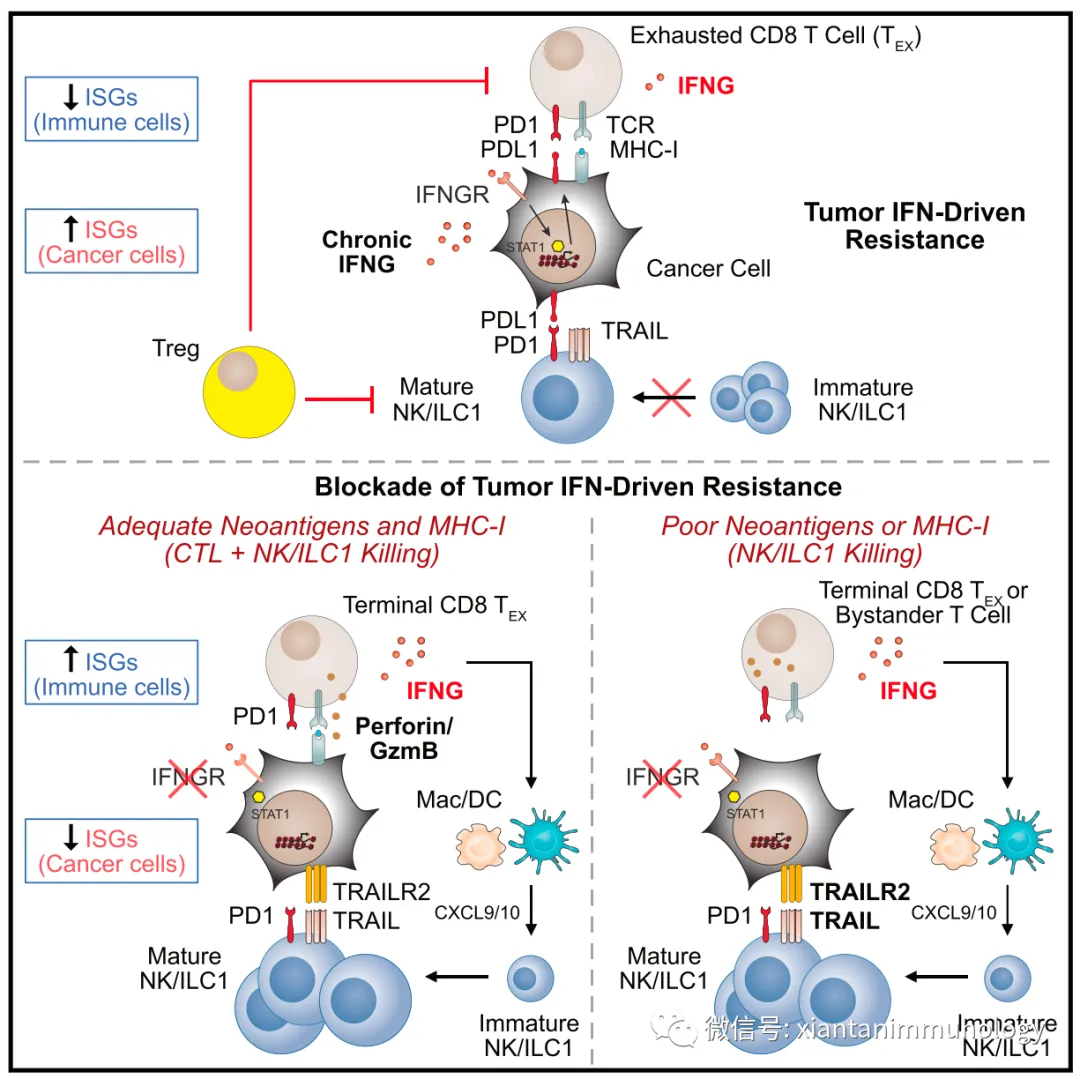 Exhausted CD8 T Cell (TEX)
↓ ISGs
(Immune cells)
IFNG
PD1
TCR
PDL1
MHC-I
IFNGR
↑ ISGs
(Cancer cells)
Chronic
IFNG
STAT1
Tumor IFN-Driven
Resistance
Cancer Cell
PDL1
PD1
TRAIL
Treg
Mature
NK/ILC1
Immature
NK/ILC1
Blockade of Tumor IFN-Driven Resistance
Adequate Neoantigens and MHC-I
(CTL + NK/ILC1 Killing)
Terminal CD8 TEX
↑ ISGs
(Immune cells)
IFNG
PD1
Perforin/
GzmB
IFNGR
STAT1
Mac/DC
↓ ISGs
(Cancer cells)
TRAILR2
PD1
TRAIL
CXCL9/10
Mature
NK/ILC1
Immature
NK/ILC1
Poor Neoantigens or MHC-I
(NK/ILC1 Killing)
Terminal CD8 TEX or
Bystander T Cell
IFNG
IFNGR
STAT1
Mac/DC
TRAILR2
PD1
TRAIL
CXCL9/10
Mature
NK/ILC1
Immature
NK/ILC1
微信号: xiantanimmunology